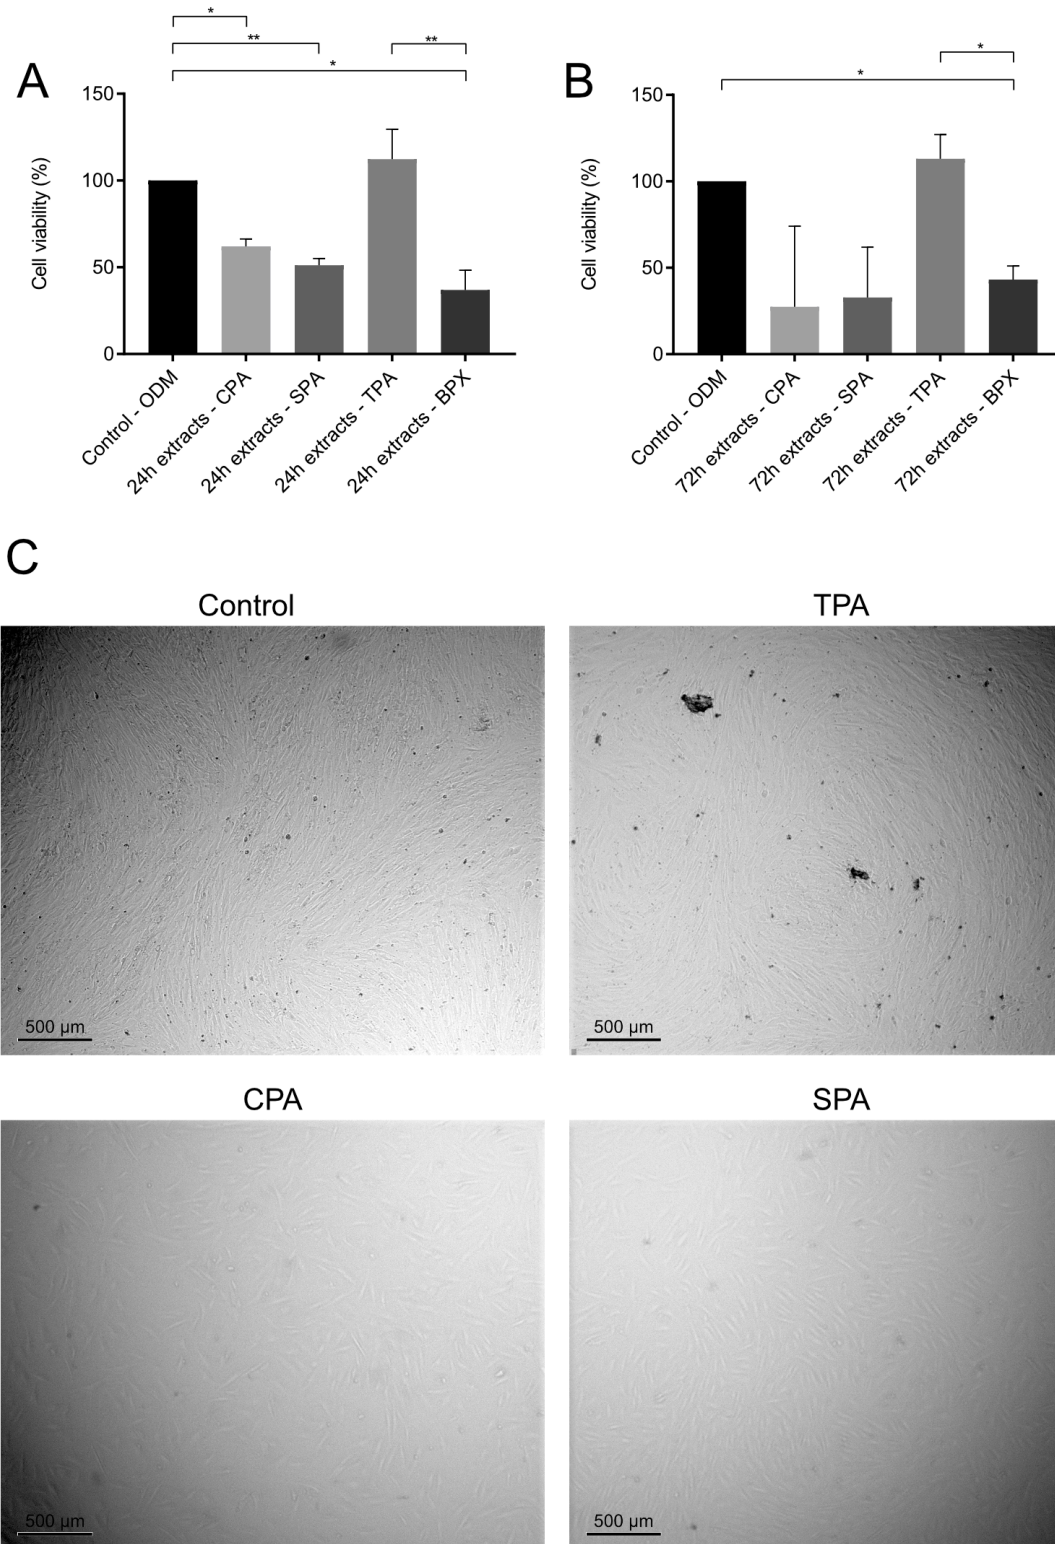 *
**
**
*
A
150
100
50
0
Cell viability (%)
Control - ODM
24h extracts - CPA
24h extracts - SPA
24h extracts - TPA
24h extracts - BPX
*
*
B
150
100
50
0
Cell viability (%)
Control - ODM
72h extracts - CPA
72h extracts - SPA
72h extracts - TPA
72h extracts - BPX
C
Control
TPA
500 µm
500 µm
CPA
SPA
500 µm
500 µm